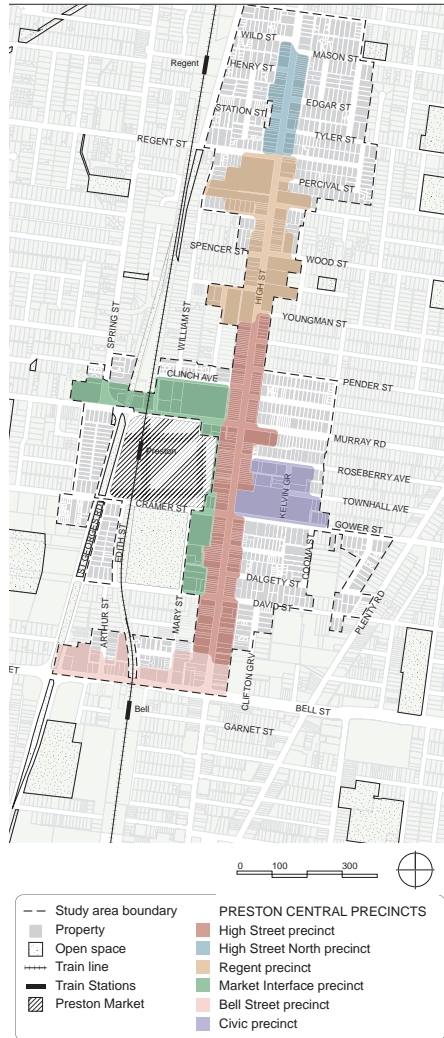 WILD ST
MASON ST
Regent
HENRY ST
EDGAR ST
STATION ST
TYLER ST
REGENT ST
PERCIVAL ST
SPENCER ST
WOOD ST
HIGH ST
SPRING ST
WILLIAM ST
YOUNGMAN ST
CLINCH AVE
PENDER ST
MURRAY RD
Preston
ROSEBERRY AVE
KELVIN GR
TOWNHALL AVE
CRAMER ST
GOWER ST
ST GEORGES RD
EDITH ST
COOMA ST
DALGETY ST
DAVID ST
PLENTY RD
ARTHUR ST
MARY ST
ET
CLIFTON GRV
BELL ST
Bell
GARNET ST
0 100 300
Study area boundary
Property
Open space
Train line
Train Stations
Preston Market
PRESTON CENTRAL PRECINCTS
High Street precinct
High Street North precinct
Regent precinct
Market Interface precinct
Bell Street precinct
Civic precinct